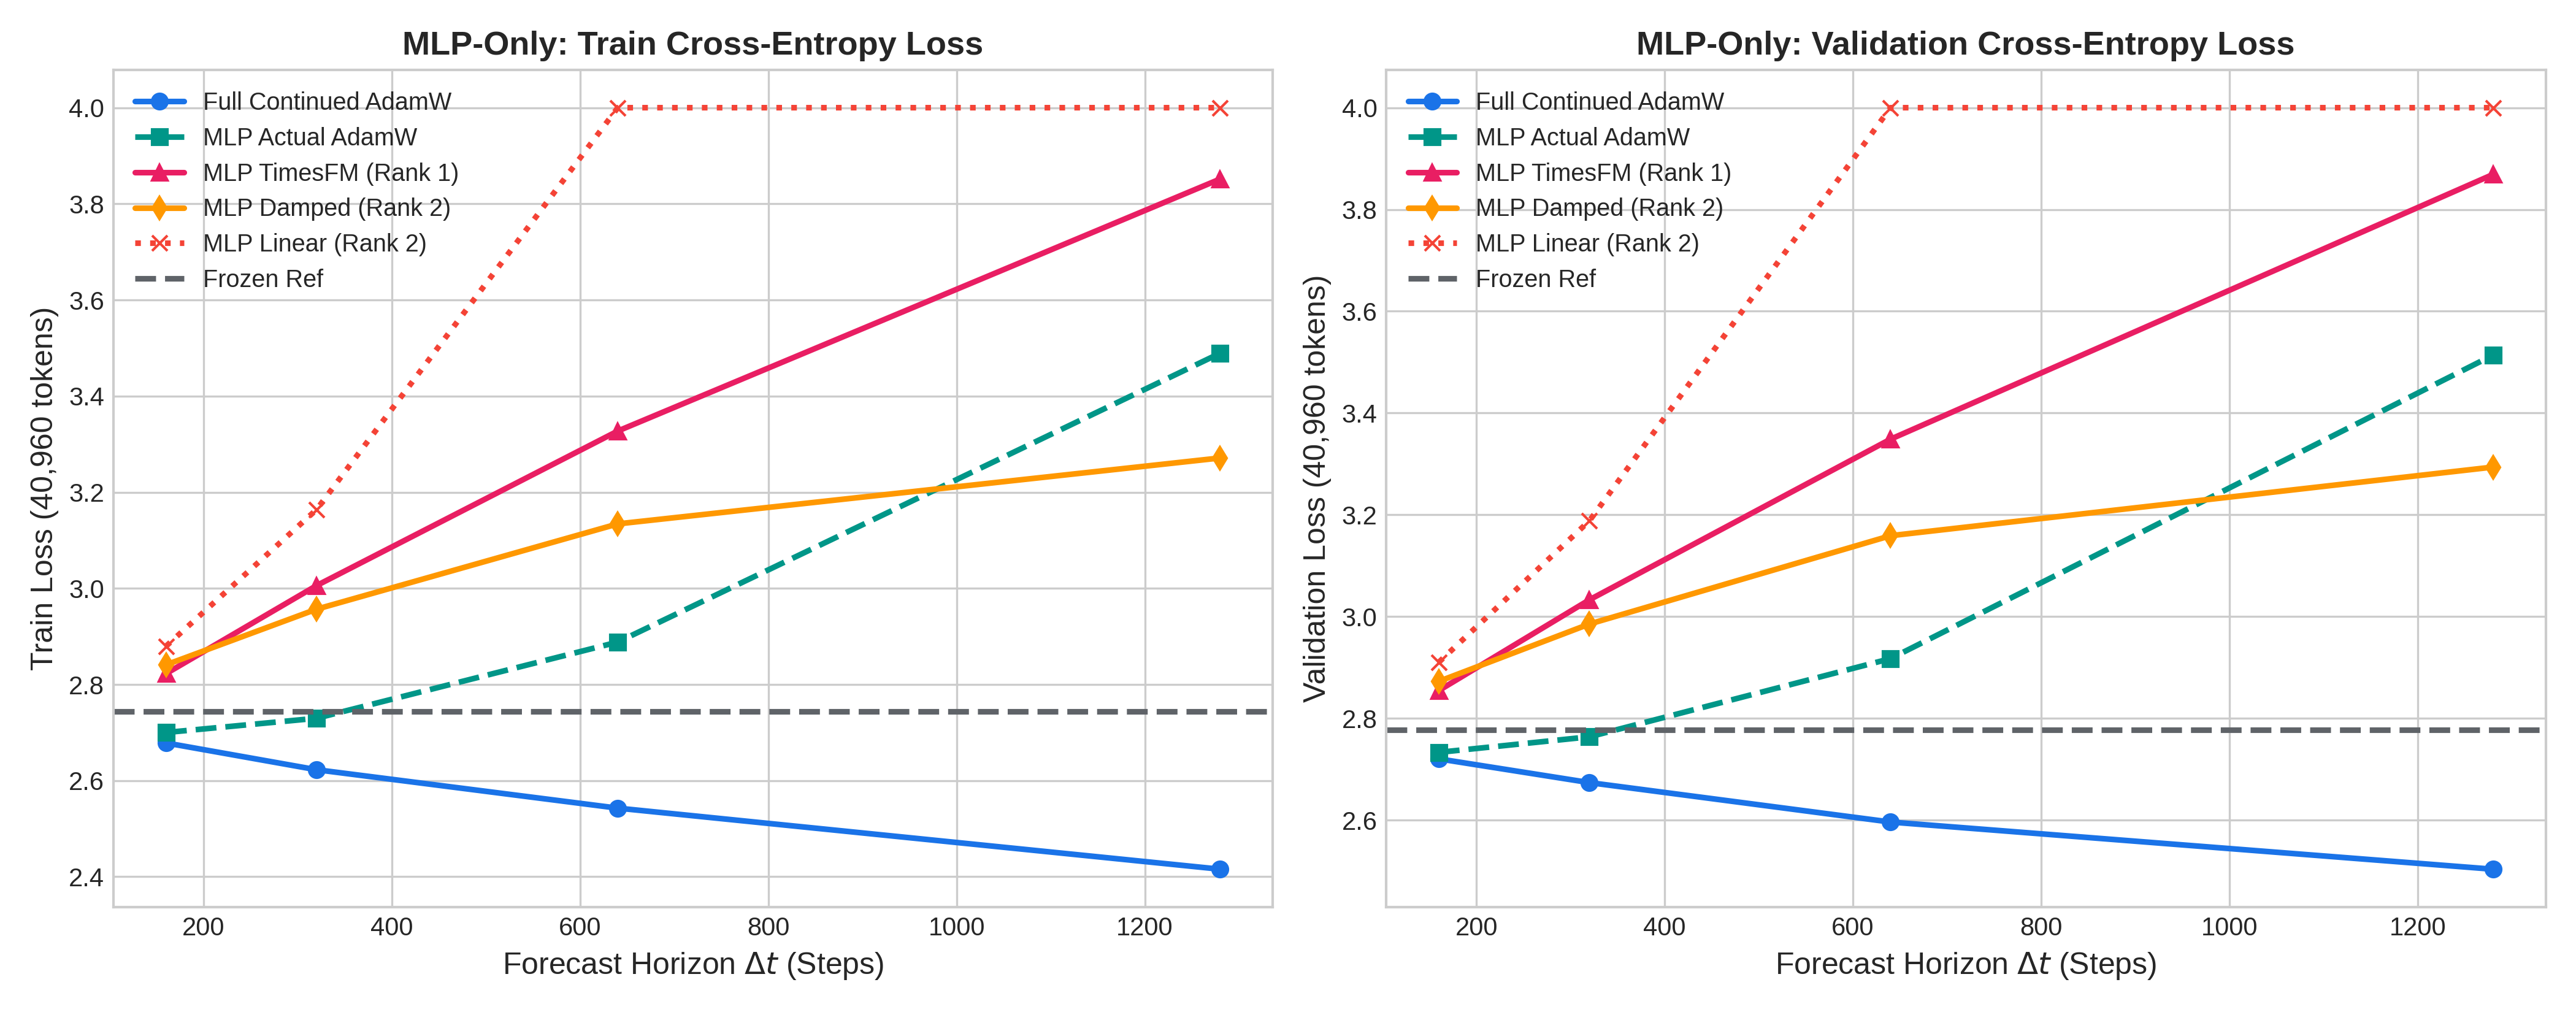 MLP-Only: Train Cross-Entropy Loss
Train Loss (40,960 tokens)
4.0
3.8
3.6
3.4
3.2
3.0
2.8
2.6
2.4
Full Continued AdamW
MLP Actual AdamW
MLP TimesFM (Rank 1)
MLP Damped (Rank 2)
MLP Linear (Rank 2)
Frozen Ref
200 400 600 800 1000 1200
Forecast Horizon Δt (Steps)
MLP-Only: Validation Cross-Entropy Loss
Validation Loss (40,960 tokens)
4.0
3.8
3.6
3.4
3.2
3.0
2.8
2.6
Full Continued AdamW
MLP Actual AdamW
MLP TimesFM (Rank 1)
MLP Damped (Rank 2)
MLP Linear (Rank 2)
Frozen Ref
200 400 600 800 1000 1200
Forecast Horizon Δt (Steps)